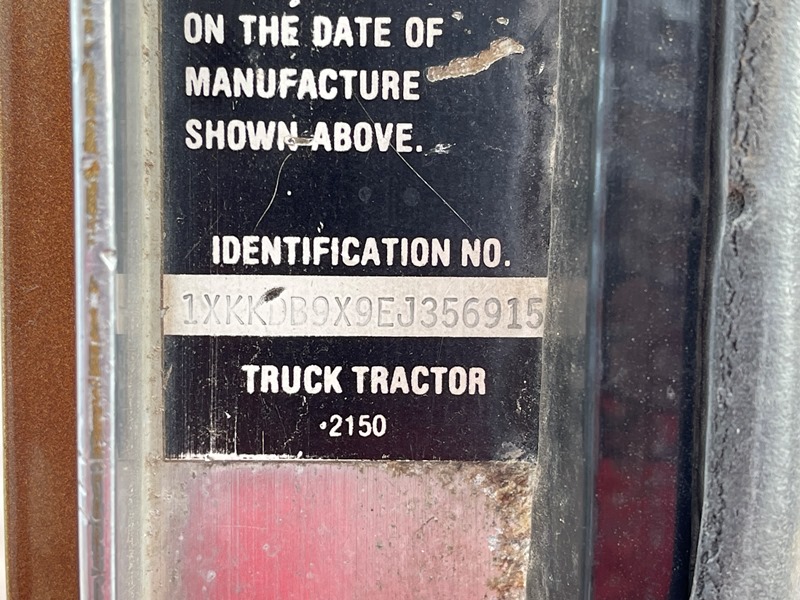 ON THE DATE OF
MANUFACTURE
SHOWN ABOVE.
IDENTIFICATION NO.
1XKKDB9X9EJ356915
TRUCK TRACTOR
•2150